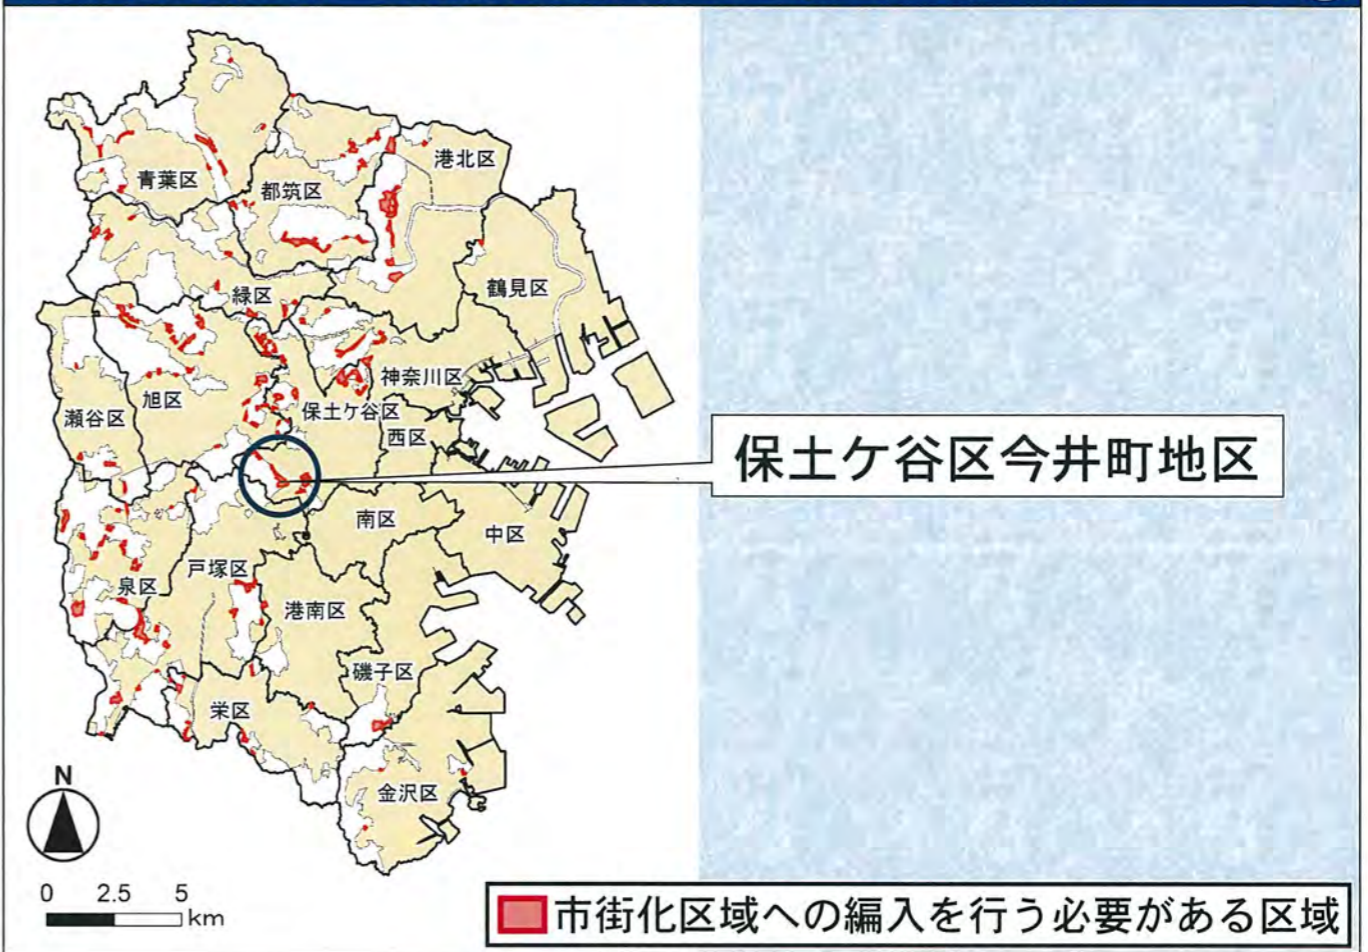 青葉区
都筑区
港北区
鶴見区
緑区
神奈川区
旭区
瀬谷区
保土ケ谷区
西区
保土ケ谷区今井町地区
南区
中区
戸塚区
泉区
港南区
磯子区
栄区
金沢区
N
0 2.5 5
km
市街化区域への編入を行う必要がある区域